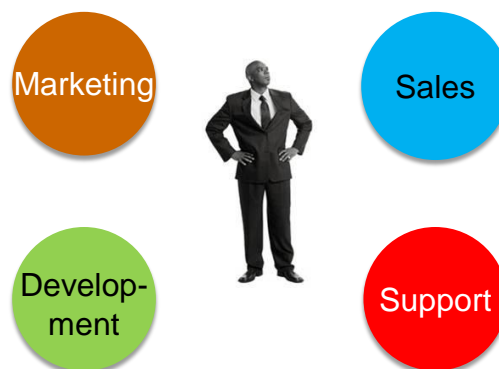 Marketing
Sales
Develop-
ment
Support